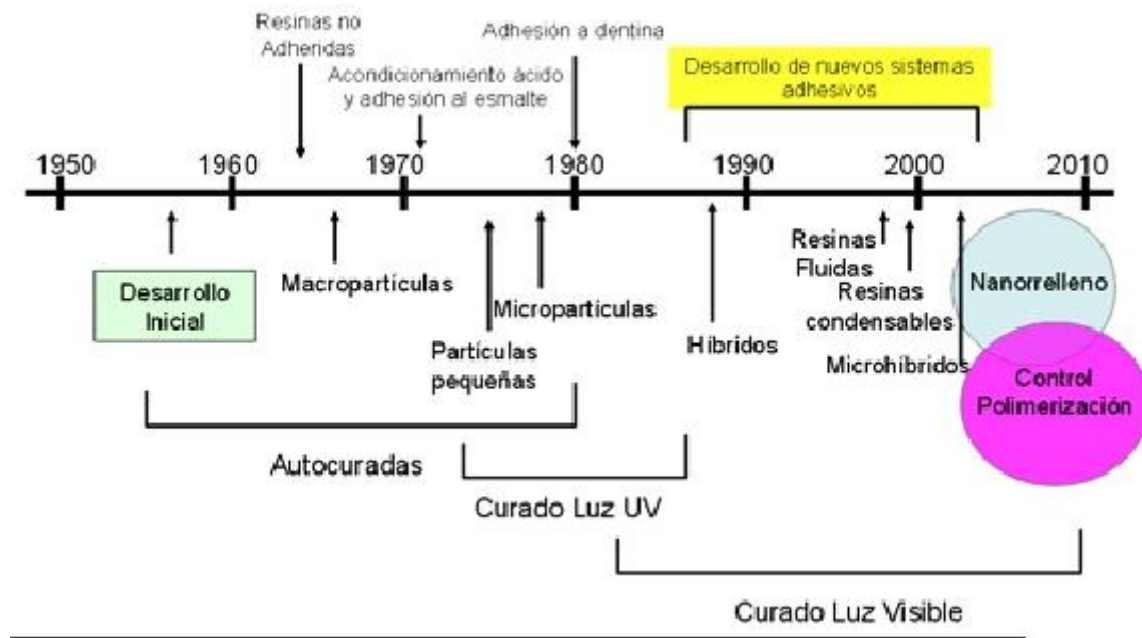 Resinas no
Adheridas
Adhesión a dentina
Acondicionamiento ácido
y adhesión al esmalte
Desarrollo de nuevos sistemas
adhesivos
1950
1960
1970
1980
1990
2000
2010
Desarrollo
Inicial
Macropartículas
Partículas
pequeñas
Micropartículas
Híbridos
Resinas
Fluidas
Resinas
condensables
Microhíbridos
Nanorrelleno
Control
Polimerización
Autocuradas
Curado Luz UV
Curado Luz Visible